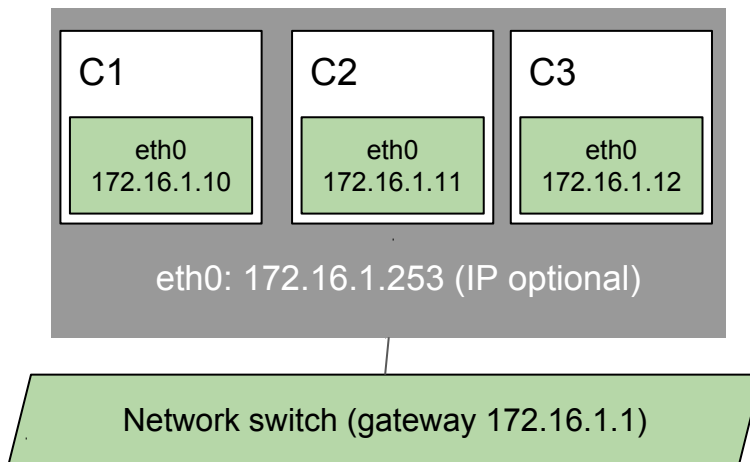 C1
C2
C3
eth0
172.16.1.10
eth0
172.16.1.11
eth0
172.16.1.12
eth0: 172.16.1.253 (IP optional)
Network switch (gateway 172.16.1.1)